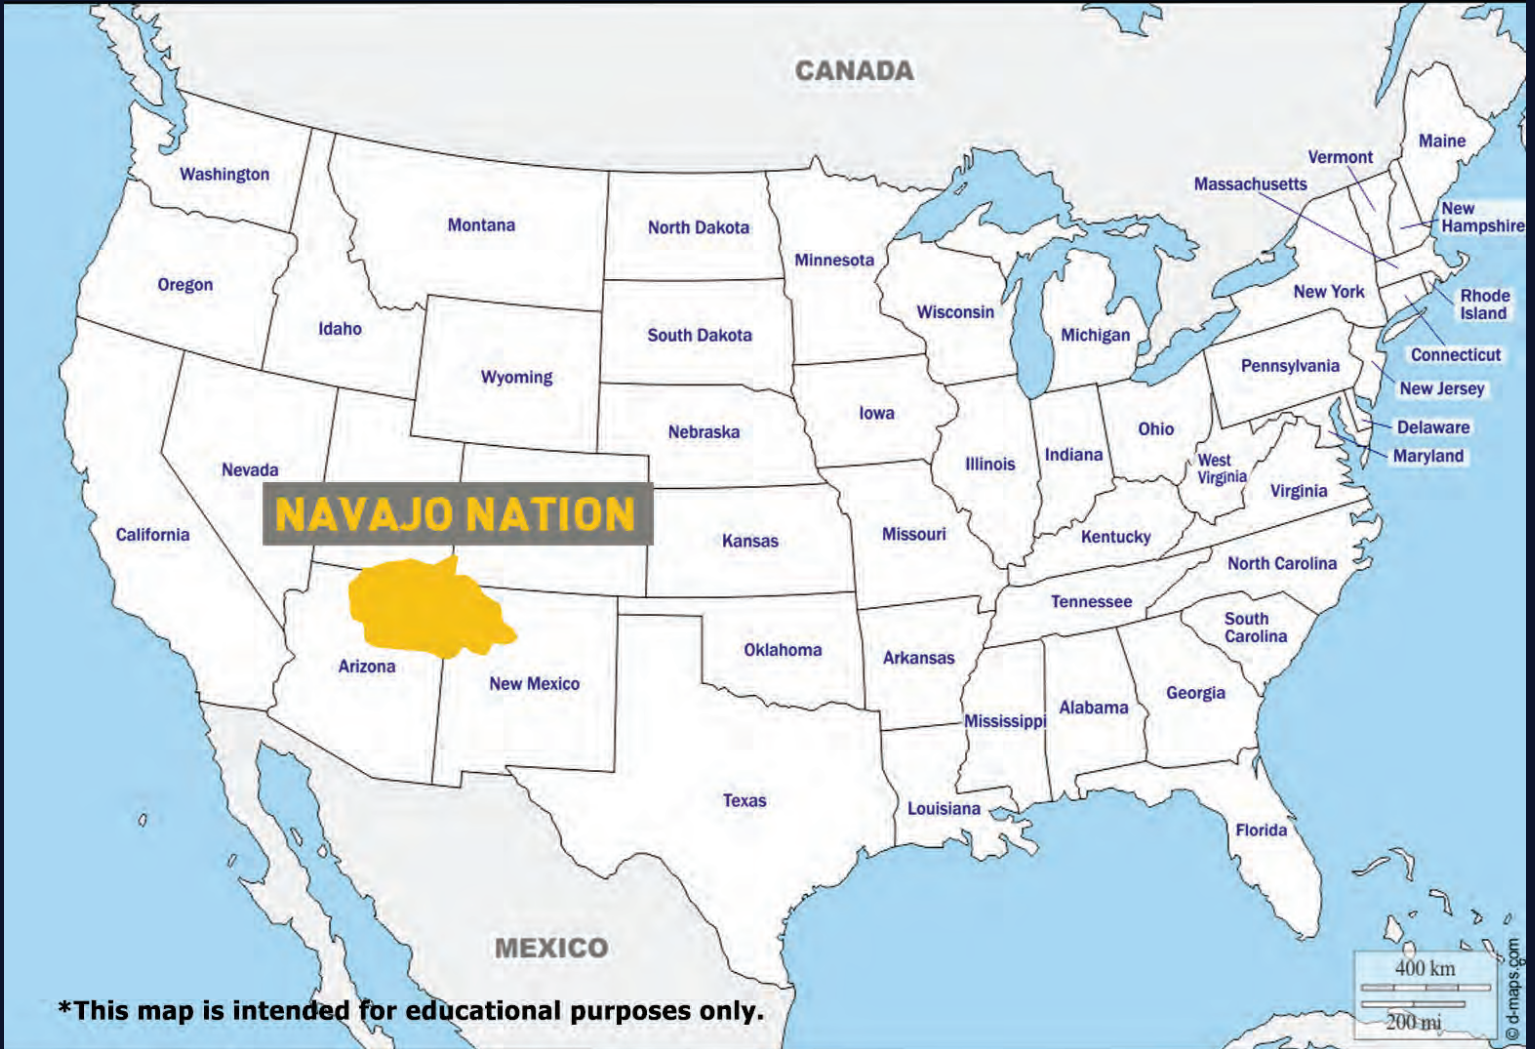 CANADA
Maine
Vermont
Massachusetts
Washington
New
Hampshire
Montana
North Dakota
Minnesota
Oregon
New York
Rhode
Island
Wisconsin
Idaho
South Dakota
Michigan
Connecticut
Pennsylvania
Wyoming
New Jersey
Iowa
Delaware
Nebraska
Ohio
Indiana
Maryland
Illinois
West
Virginia
Nevada
Virginia
NAVAJO NATION
California
Kansas
Missouri
Kentucky
North Carolina
Tennessee
South
Carolina
Oklahoma
Arkansas
Arizona
New Mexico
Georgia
Alabama
Mississippi
Texas
Louisiana
Florida
MEXICO
400 km
200 mi
© d-maps.com
*This map is intended for educational purposes only.